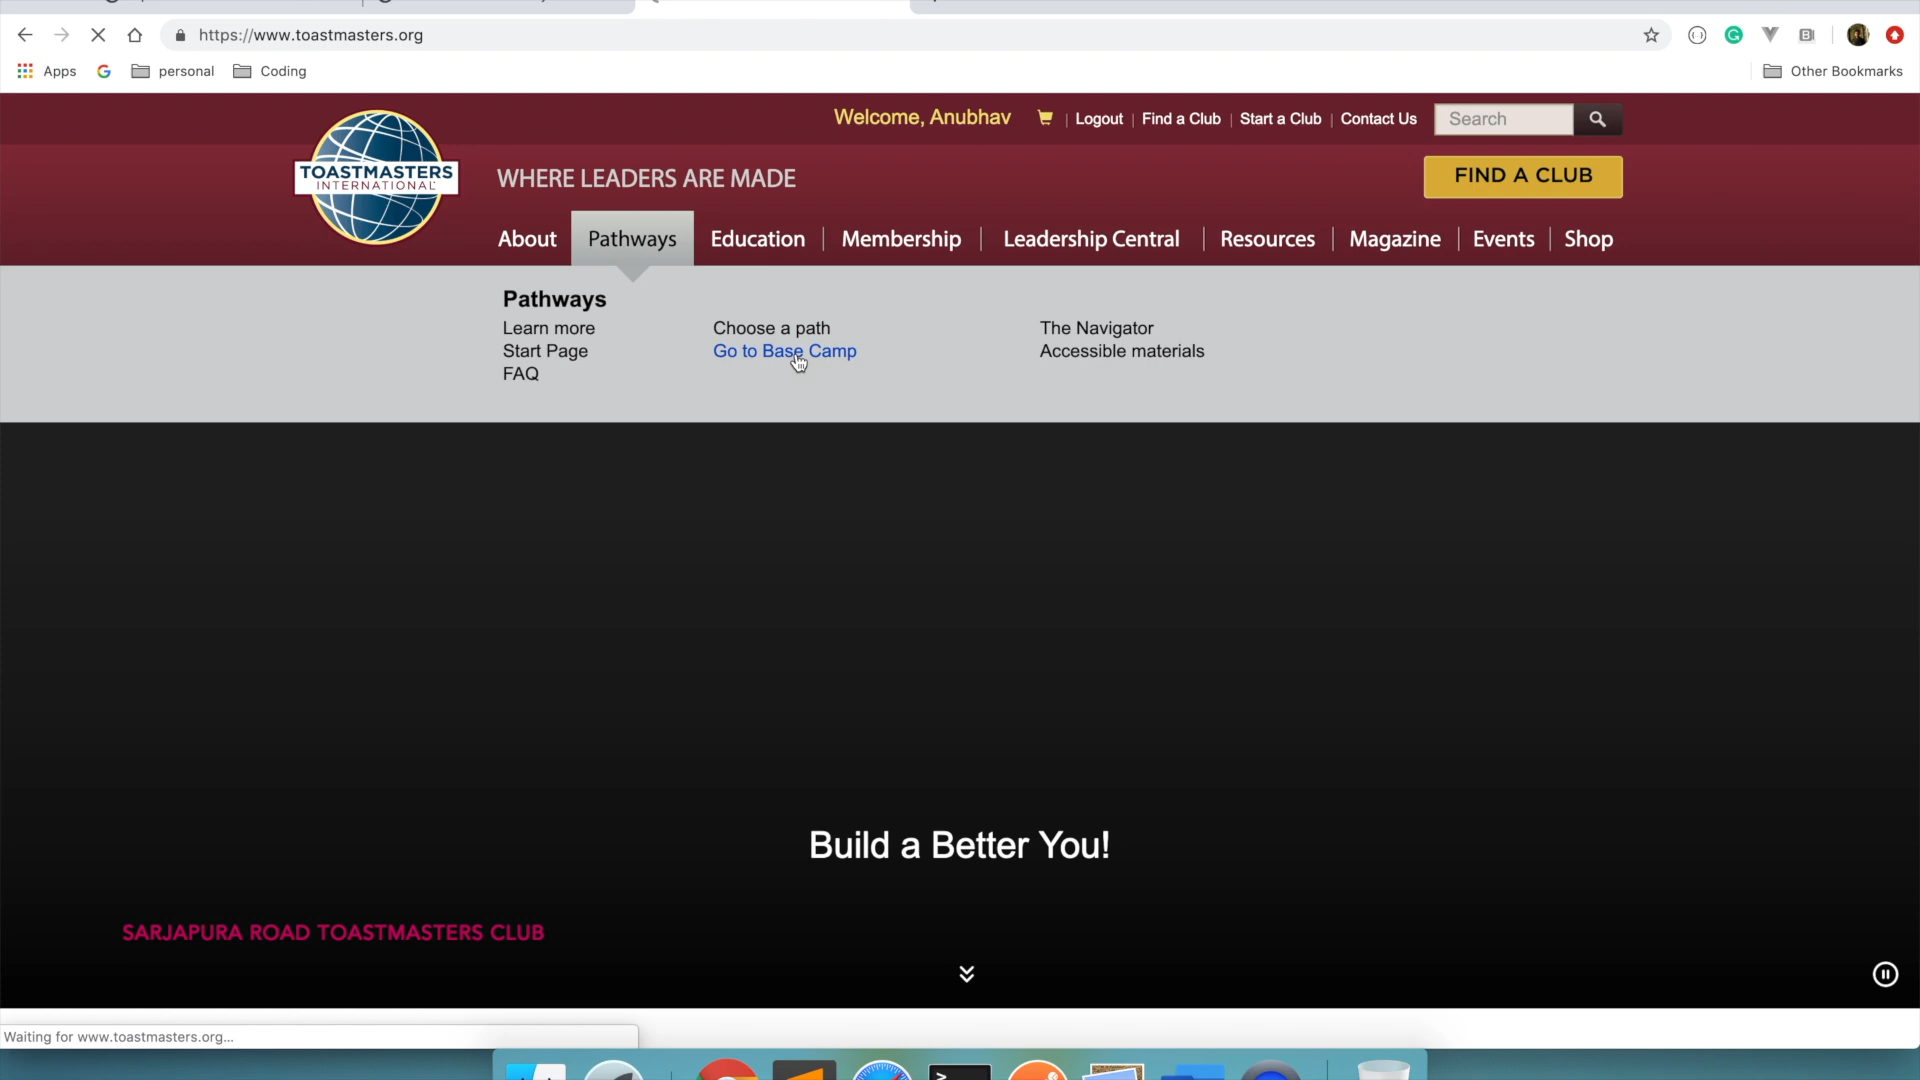 https://www.toastmasters.org
Apps personal Coding Other Bookmarks
Welcome, Anubhav | Logout | Find a Club | Start a Club | Contact Us Search
TOASTMASTERS
INTERNATIONAL
WHERE LEADERS ARE MADE
FIND A CLUB
About Pathways Education Membership Leadership Central Resources Magazine Events Shop
Pathways
Learn more Choose a path The Navigator
Start Page Go to Base Camp Accessible materials
FAQ
Build a Better You!
SARJAPURA ROAD TOASTMASTERS CLUB
Waiting for www.toastmasters.org...